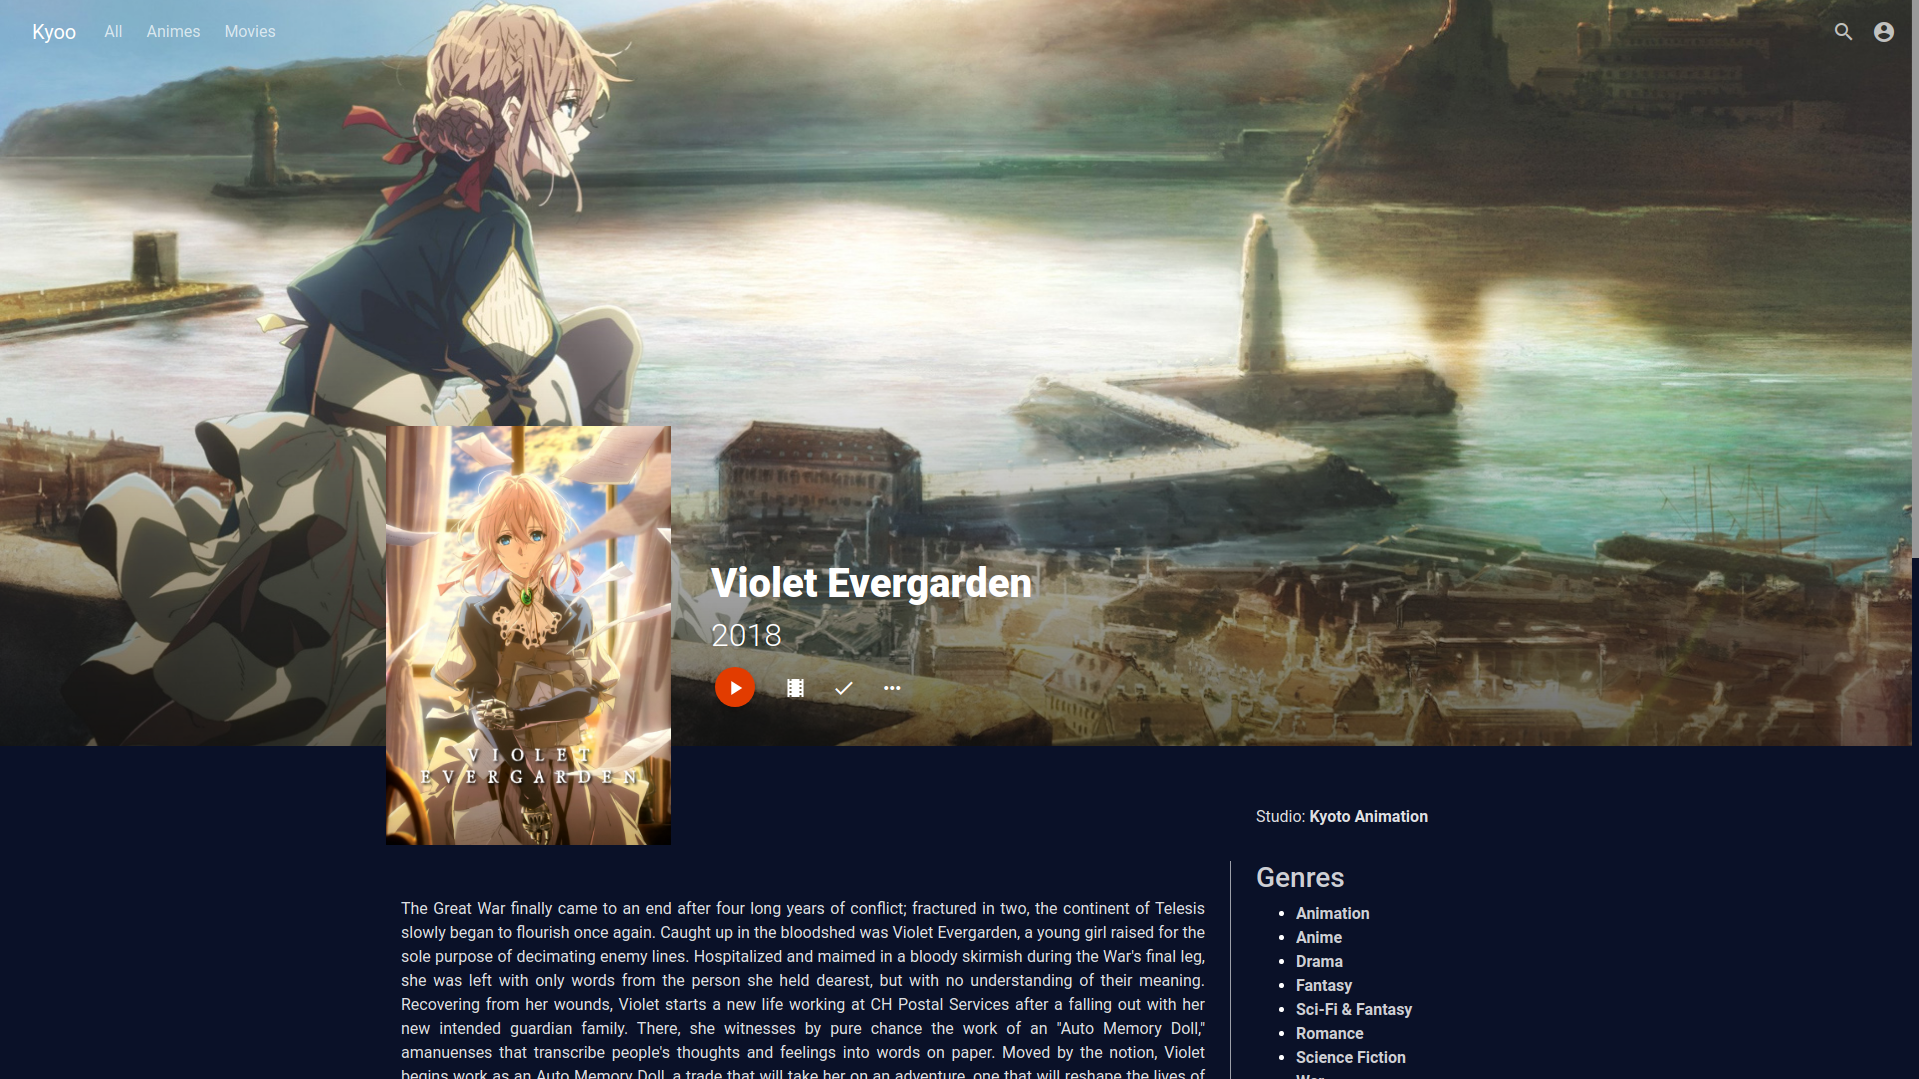 Kyoo All Animes Movies
Violet Evergarden
2018
VIOLET
EVERGARDEN
Studio: Kyoto Animation
The Great War finally came to an end after four long years of conflict; fractured in two, the continent of Telesis
slowly began to flourish once again. Caught up in the bloodshed was Violet Evergarden, a young girl raised for the
sole purpose of decimating enemy lines. Hospitalized and maimed in a bloody skirmish during the War's final leg,
she was left with only words from the person she held dearest, but with no understanding of their meaning.
Recovering from her wounds, Violet starts a new life working at CH Postal Services after a falling out with her
new intended guardian family. There, she witnesses by pure chance the work of an "Auto Memory Doll,"
amanuenses that transcribe people's thoughts and feelings into words on paper. Moved by the notion, Violet
begins work as an Auto Memory Doll, a trade that will take her on an adventure, one that will reshape the lives of
Genres
Animation
Anime
Drama
Fantasy
Sci-Fi & Fantasy
Romance
Science Fiction